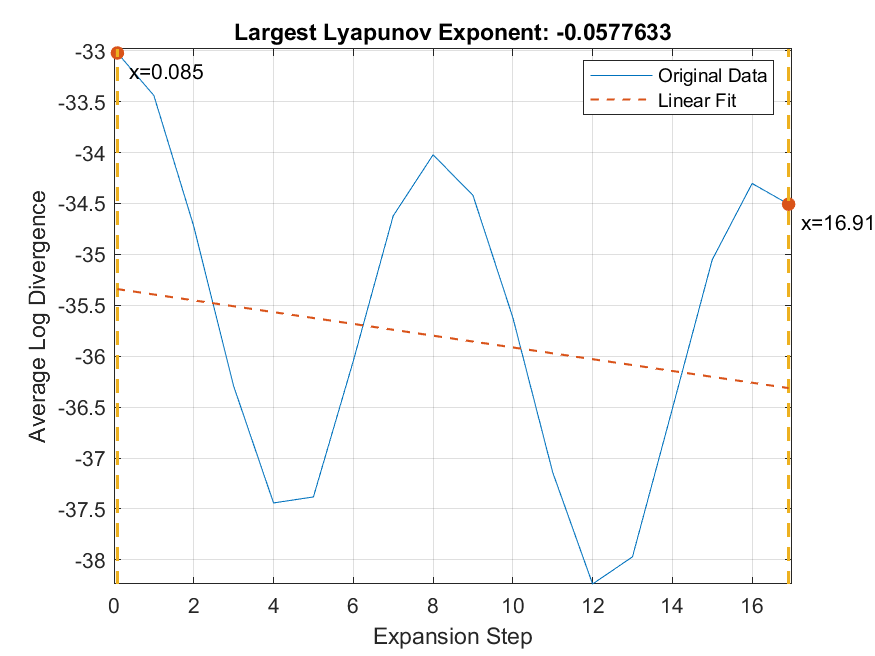 Largest Lyapunov Exponent: -0.0577633
-33
x=0.085
Original Data
Linear Fit
-33.5
-34
-34.5
x=16.91
-35
-35.5
-36
-36.5
-37
-37.5
-38
Average Log Divergence
0 2 4 6 8 10 12 14 16
Expansion Step